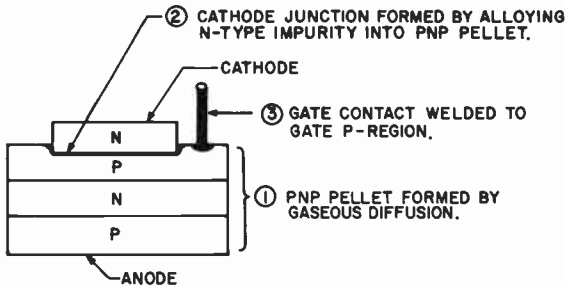 ② CATHODE JUNCTION FORMED BY ALLOYING
N-TYPE IMPURITY INTO PNP PELLET.
CATHODE
③ GATE CONTACT WELDED TO
GATE P-REGION.
N
P
N
P
① PNP PELLET FORMED BY
GASEOUS DIFFUSION.
ANODE